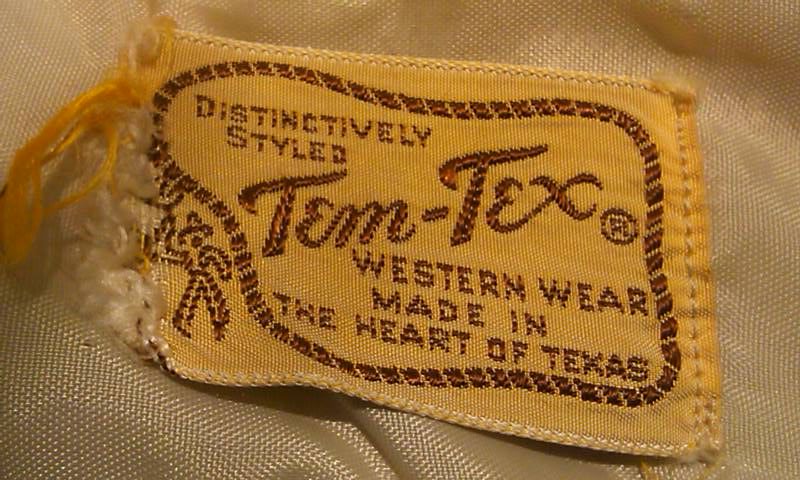 DISTINCTIVELY
STYLED
Tem-Tex®
WESTERN WEAR
MADE IN
THE HEART OF TEXAS